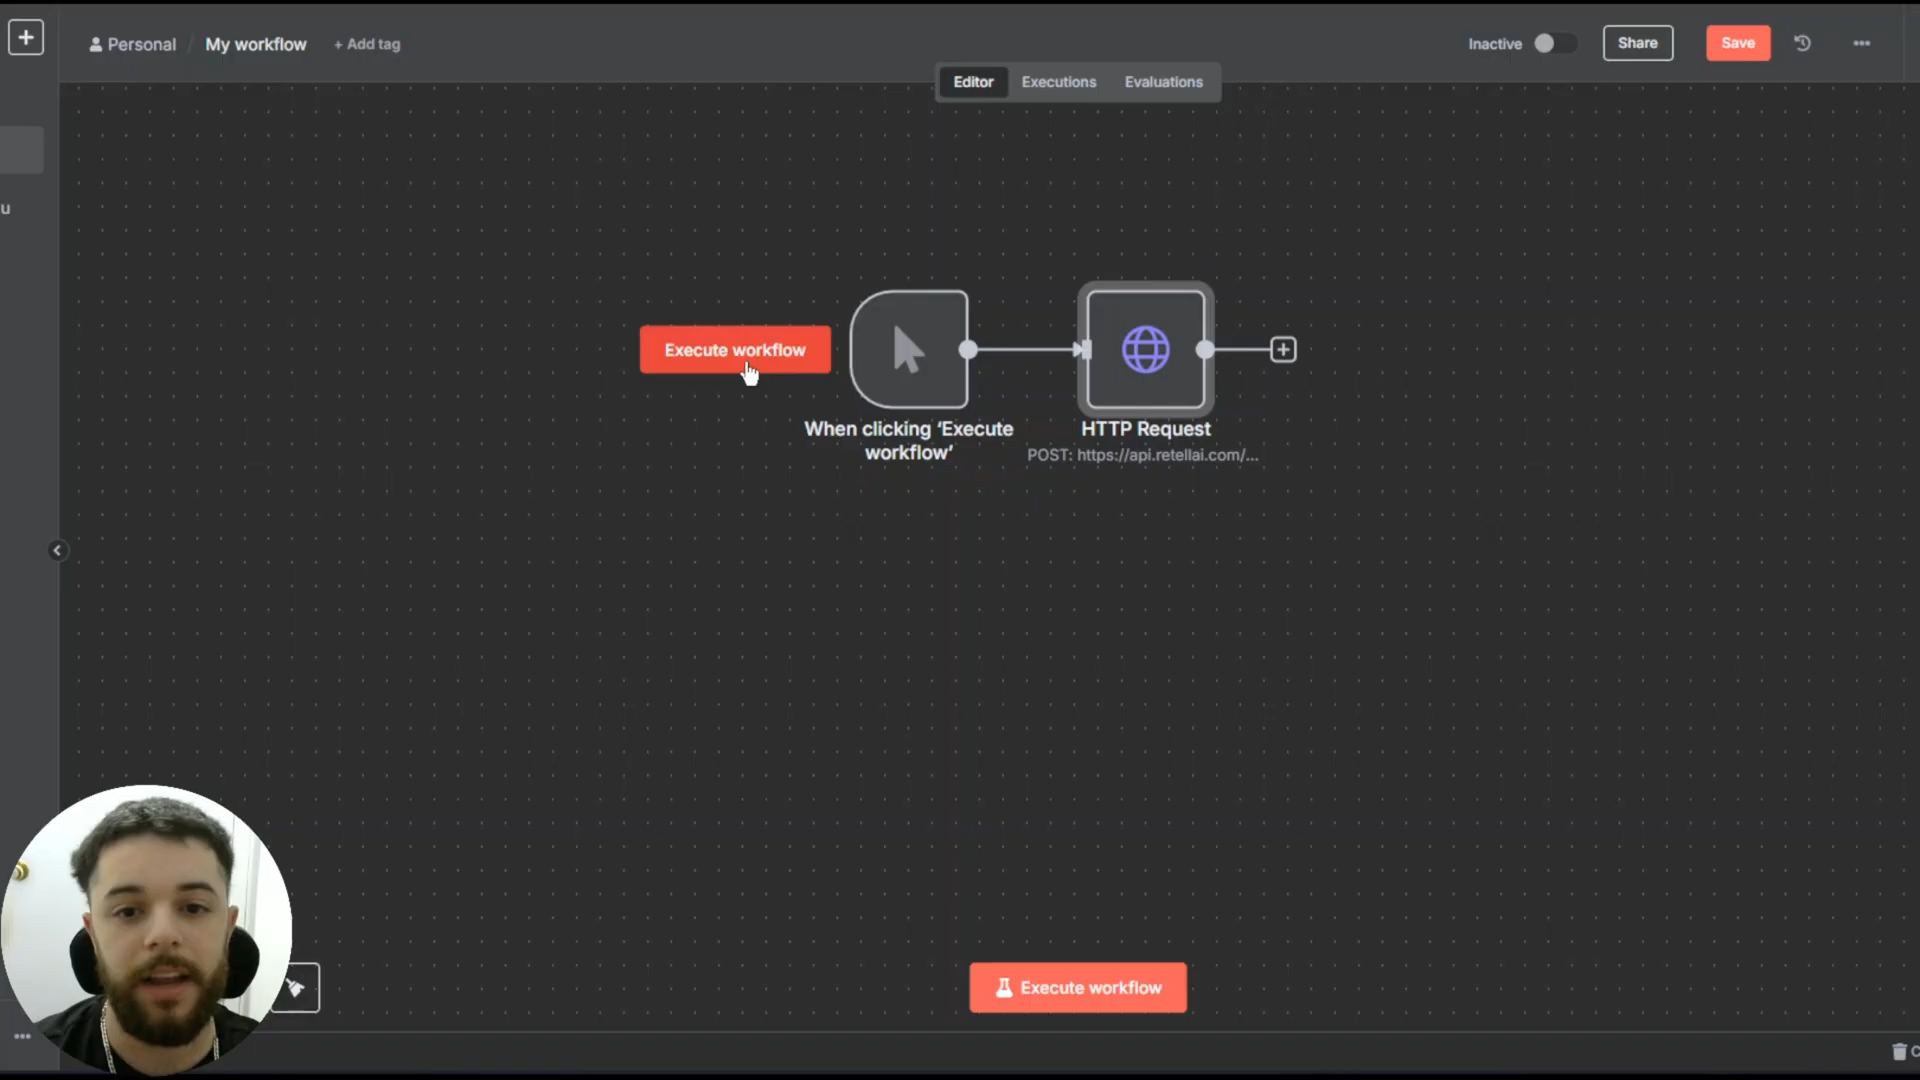 Personal / My workflow + Add tag
Inactive
Share
Save
Editor Executions Evaluations
u
Execute workflow
When clicking ‘Execute
workflow’
HTTP Request
POST: https://api.retellai.com/...
Execute workflow
C